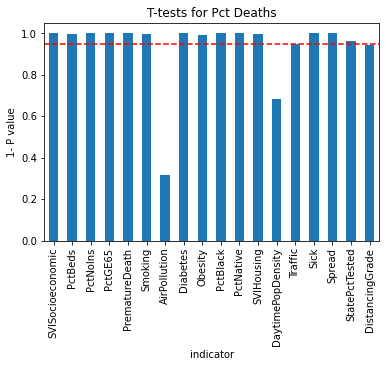 T-tests for Pct Deaths
1- P value
1.0
0.8
0.6
0.4
0.2
0.0
SVISocioeconomic
PctBeds
PctNoIns
PctGE65
PrematureDeath
Smoking
AirPollution
Diabetes
Obesity
PctBlack
PctNative
SVIHousing
DaytimePopDensity
Traffic
Sick
Spread
StatePctTested
DistancingGrade
indicator